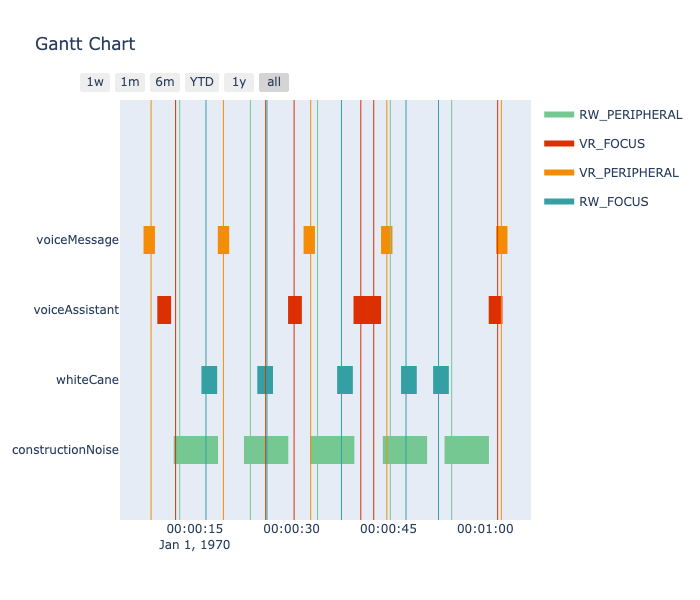 Gantt Chart
1w 1m 6m YTD 1y all
RW_PERIPHERAL
VR_FOCUS
VR_PERIPHERAL
RW_FOCUS
voiceMessage
voiceAssistant
whiteCane
constructionNoise
00:00:15 00:00:30 00:00:45 00:01:00
Jan 1, 1970